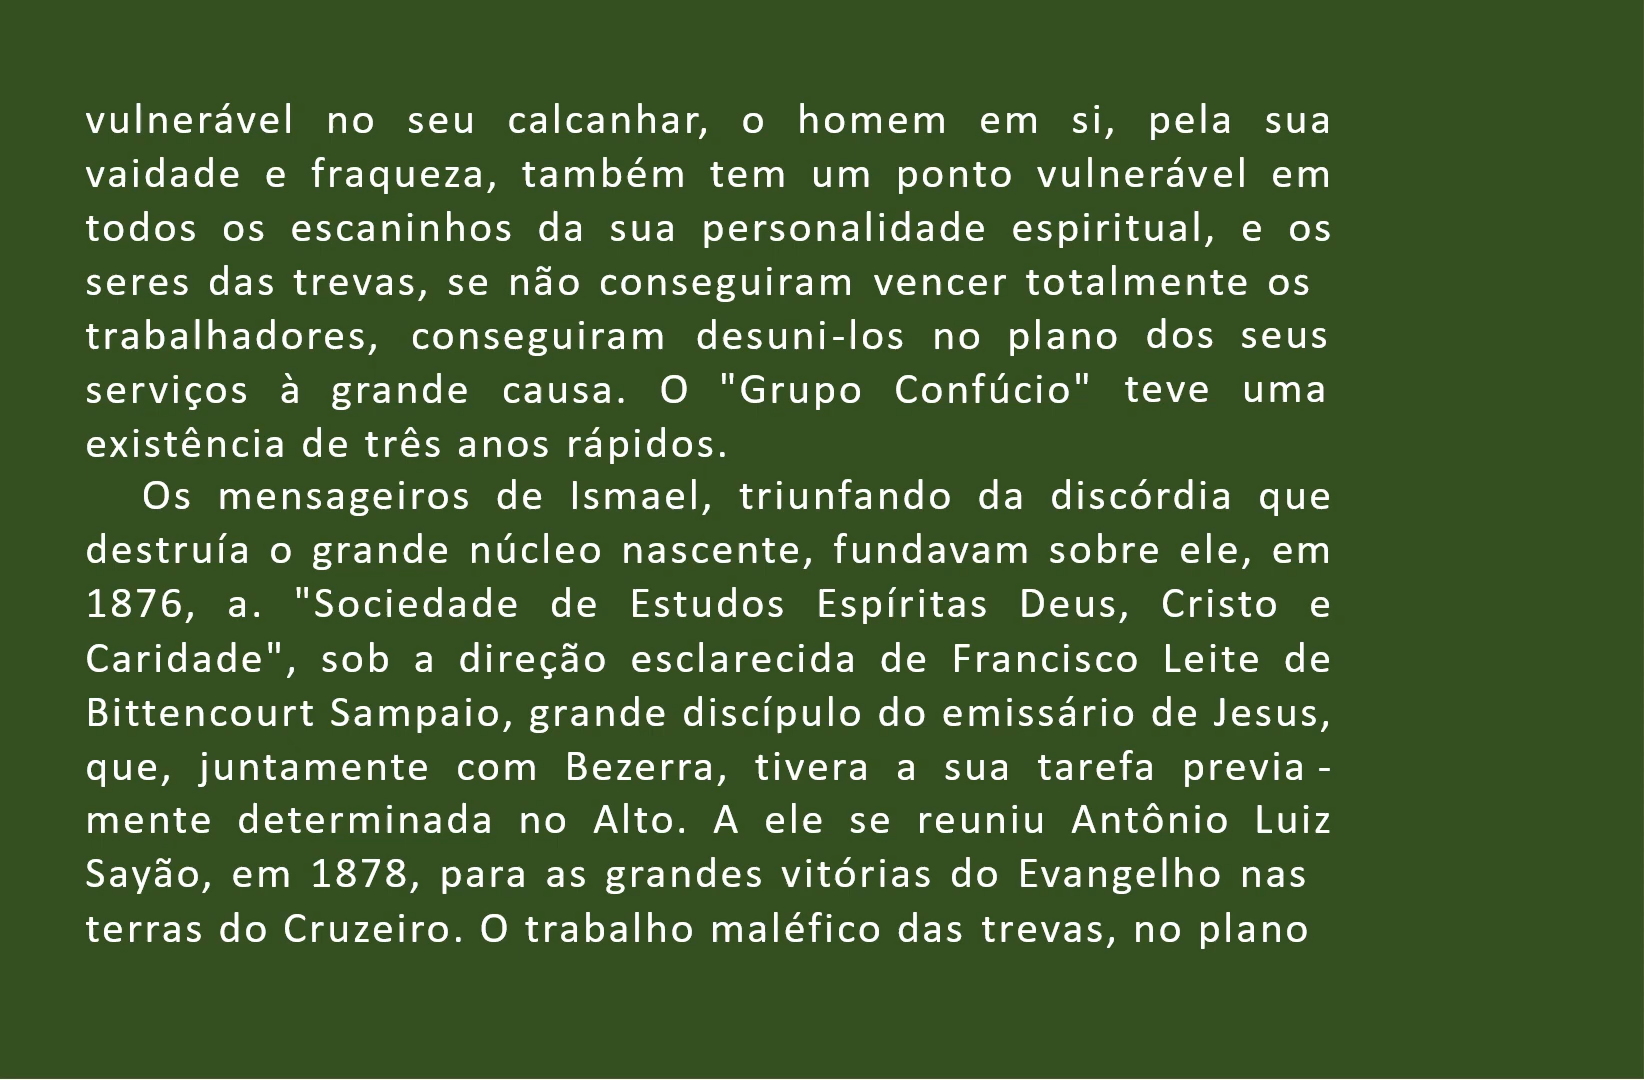 vulnerável no seu calcanhar, o homem em si, pela sua
vaidade e fraqueza, também tem um ponto vulnerável em
todos os escaninhos da sua personalidade espiritual, e os
seres das trevas, se não conseguiram vencer totalmente os
trabalhadores, conseguiram desuni-los no plano dos seus
serviços à grande causa. O "Grupo Confúcio" teve uma
existência de três anos rápidos.
Os mensageiros de Ismael, triunfando da discórdia que
destruía o grande núcleo nascente, fundavam sobre ele, em
1876, a. "Sociedade de Estudos Espíritas Deus, Cristo e
Caridade", sob a direção esclarecida de Francisco Leite de
Bittencourt Sampaio, grande discípulo do emissário de Jesus,
que, juntamente com Bezerra, tivera a sua tarefa previa -
mente determinada no Alto. A ele se reuniu Antônio Luiz
Sayão, em 1878, para as grandes vitórias do Evangelho nas
terras do Cruzeiro. O trabalho maléfico das trevas, no plano